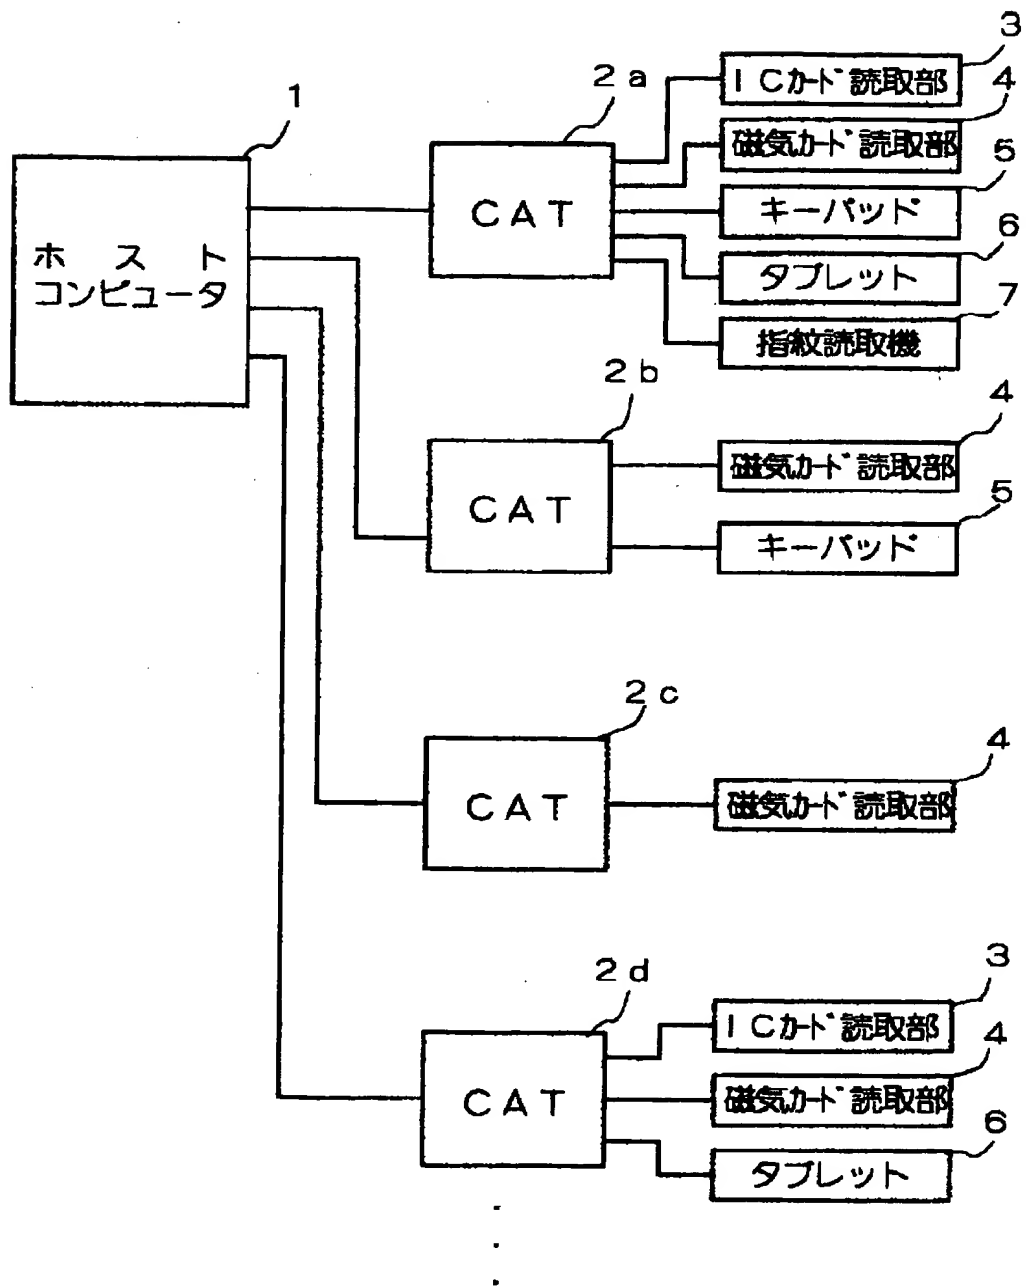 1
ホスト
コンピュータ
2a
CAT
3
ICカード読取部
4
磁気カード読取部
5
キーパッド
6
タブレット
7
指紋読取機
2b
CAT
4
磁気カード読取部
5
キーパッド
2c
CAT
4
磁気カード読取部
2d
CAT
3
ICカード読取部
4
磁気カード読取部
6
タブレット